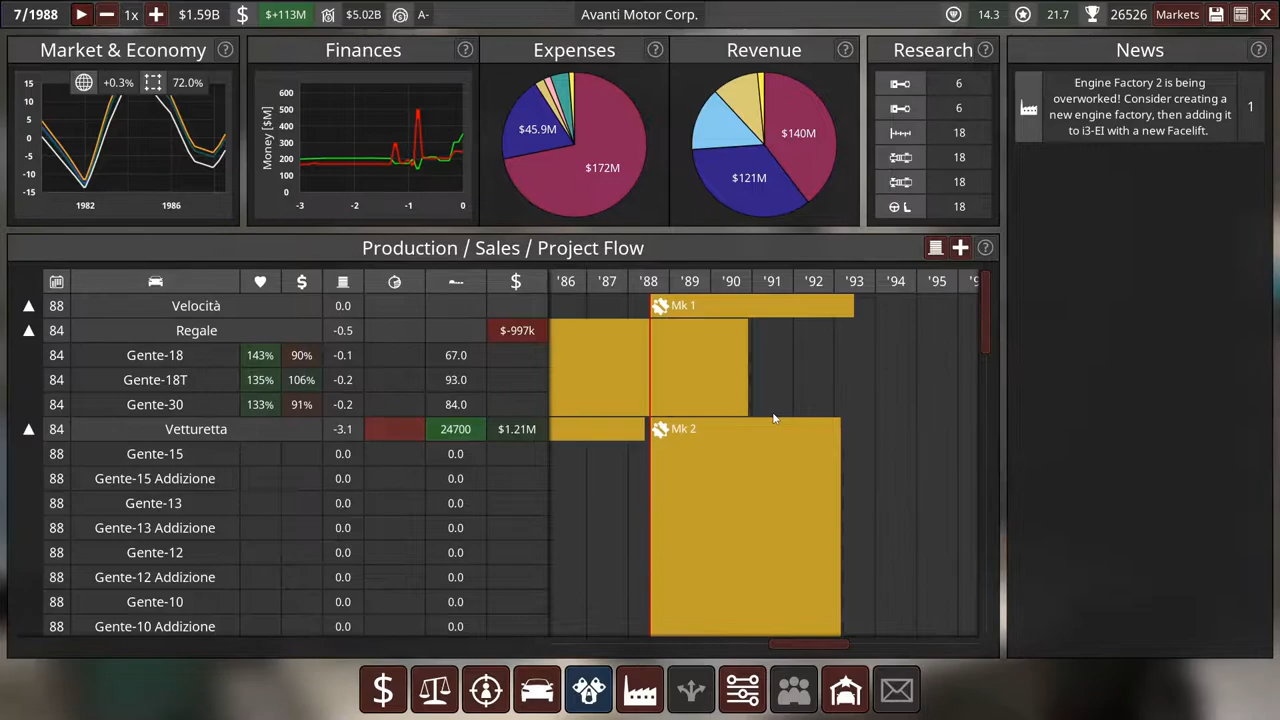 7/1988 1x $1.59B $+113M $5.02B A- Avanti Motor Corp. 14.3 21.7 26526 Markets
Market & Economy ?
+0.3% 72.0%
15
10
5
0
-5
-10
-15
1982 1986
Finances ?
Money [$M]
600
500
400
300
200
100
0
-3 -2 -1 0
Expenses ?
$45.9M
$172M
Revenue ?
$140M
$121M
Research
6
6
18
18
18
18
News ?
Engine Factory 2 is being
overworked! Consider creating a
new engine factory, then adding it
to i3-EI with a new Facelift.
1
Production / Sales / Project Flow ?
$ $ '86 '87 '88 '89 '90 '91 '92 '93 '94 '95
88 Velocità 0.0 Mk 1
84 Regale -0.5 $-997k
84 Gente-18 143% 90% -0.1 67.0
84 Gente-18T 135% 106% -0.2 93.0
84 Gente-30 133% 91% -0.2 84.0
84 Vetturetta -3.1 24700 $1.21M Mk 2
88 Gente-15 0.0 0.0
88 Gente-15 Addizione 0.0 0.0
88 Gente-13 0.0 0.0
88 Gente-13 Addizione 0.0 0.0
88 Gente-12 0.0 0.0
88 Gente-12 Addizione 0.0 0.0
88 Gente-10 0.0 0.0
88 Gente-10 Addizione 0.0 0.0